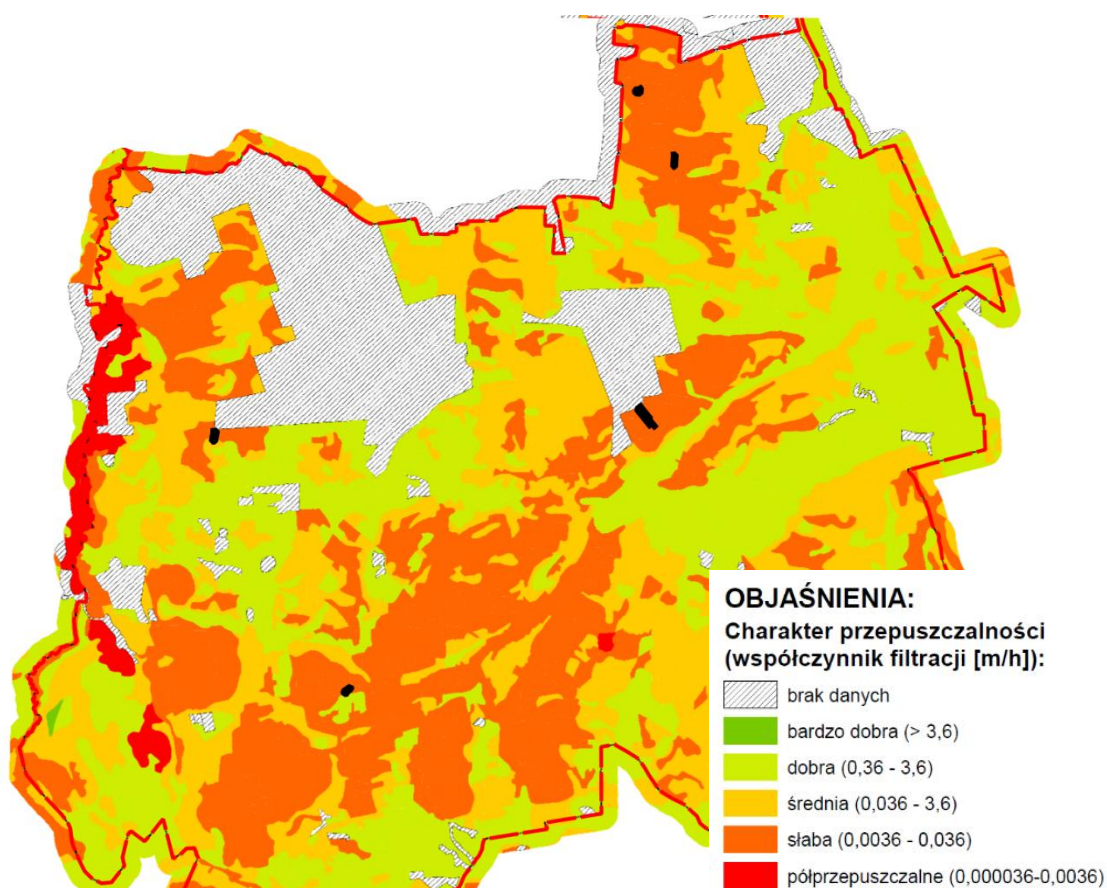 OBJAŚNIENIA:
Charakter przepuszczalności
(współczynnik filtracji [m/h]):
brak danych
bardzo dobra (> 3,6)
dobra (0,36 - 3,6)
średnia (0,036 - 3,6)
słaba (0,0036 - 0,036)
półprzepuszczalne (0,000036-0,0036)